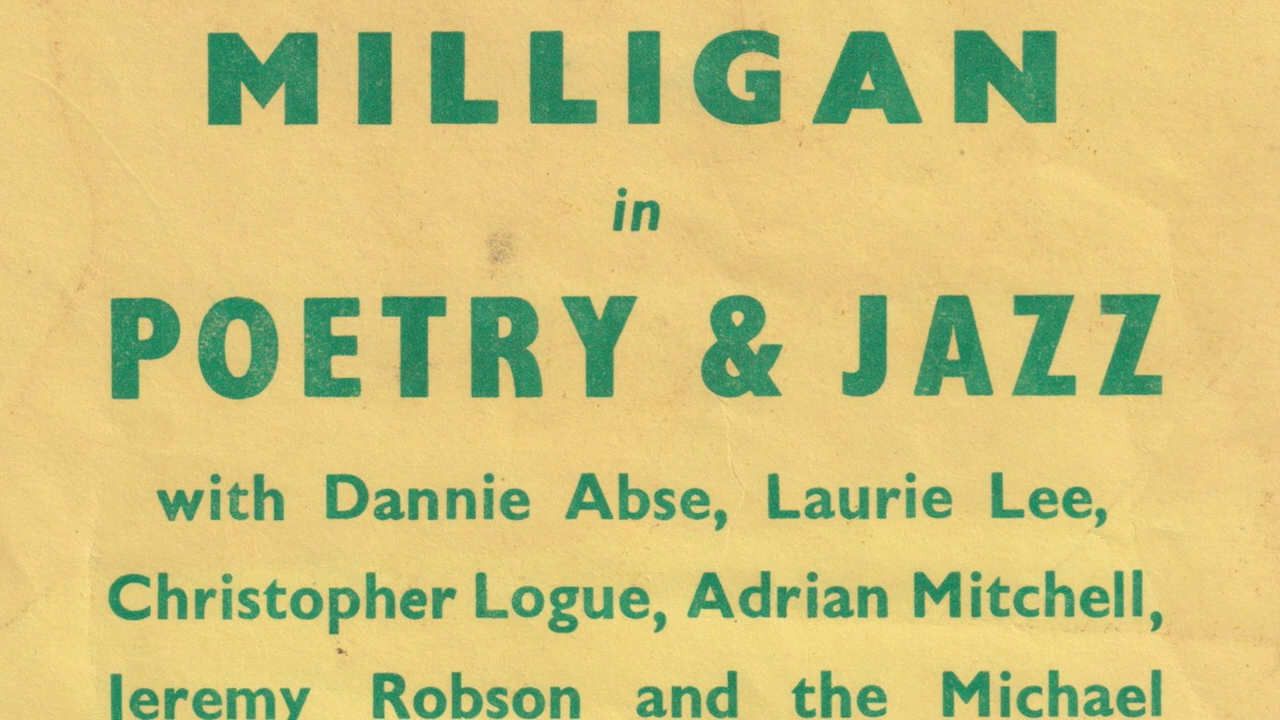 MILLIGAN
in
POETRY & JAZZ
with Dannie Abse, Laurie Lee,
Christopher Logue, Adrian Mitchell,
Jeremy Robson and the Michael